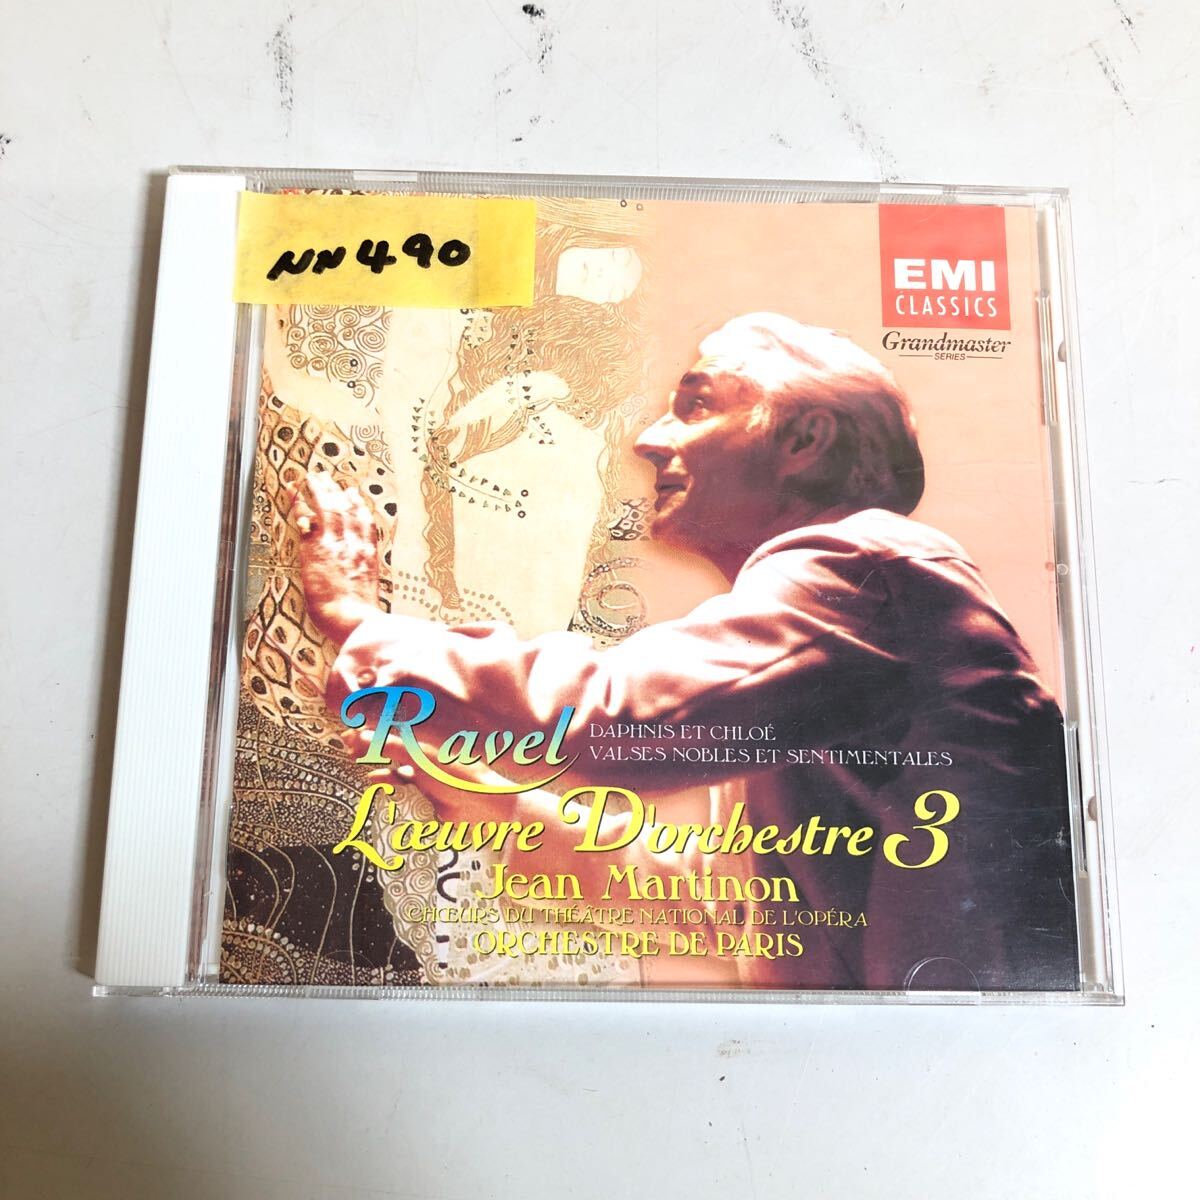 NN490
EMI
CLASSICS
Grandmaster
SERIES
Ravel
DAPHNIS ET CHLOÉ
VALSES NOBLES ET SENTIMENTALES
L'œuvre D'orchestre 3
Jean Martinon
CHŒURS DU THÉÂTRE NATIONAL DE L'OPÉRA
ORCHESTRE DE PARIS